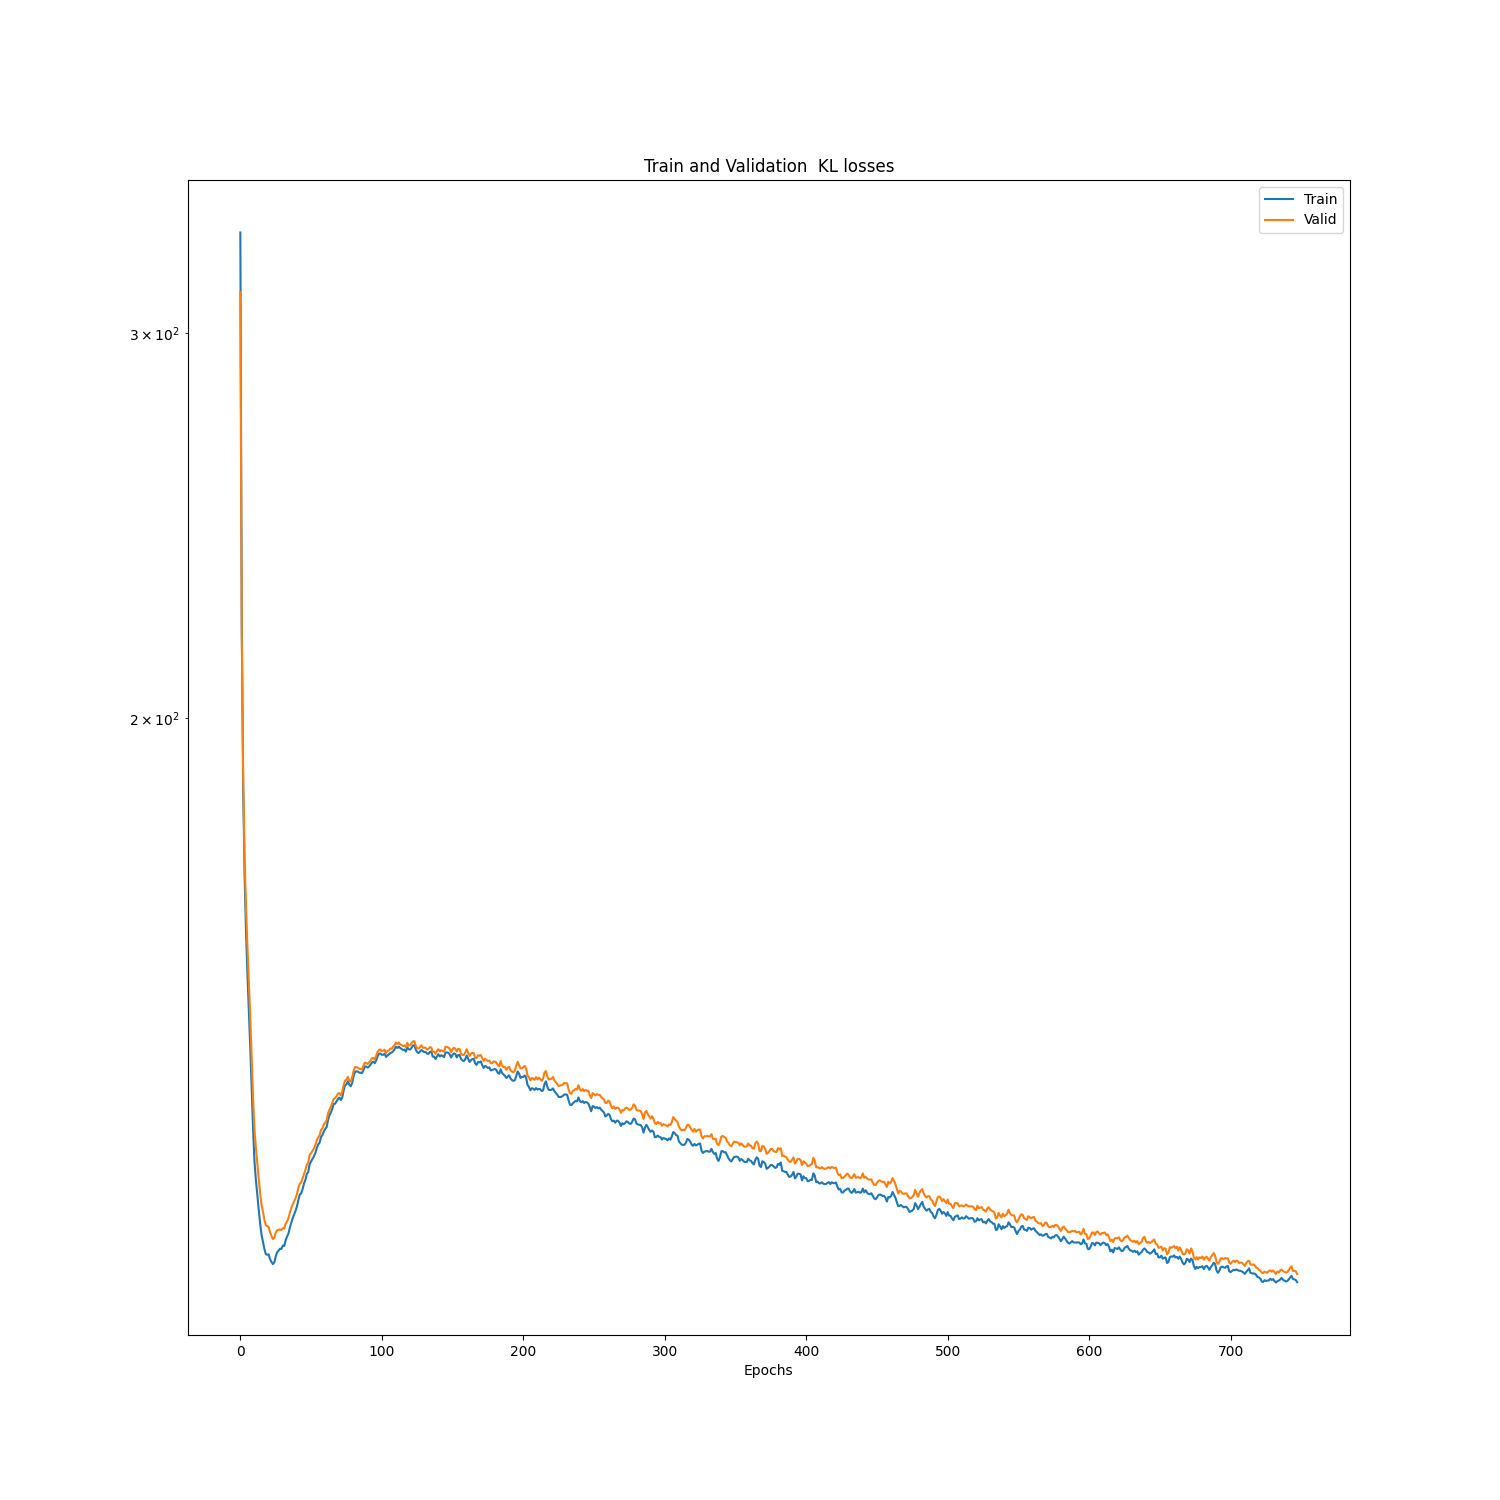 Train and Validation  KL losses
Train
Valid
3 × 10²
2 × 10²
0 100 200 300 400 500 600 700
Epochs